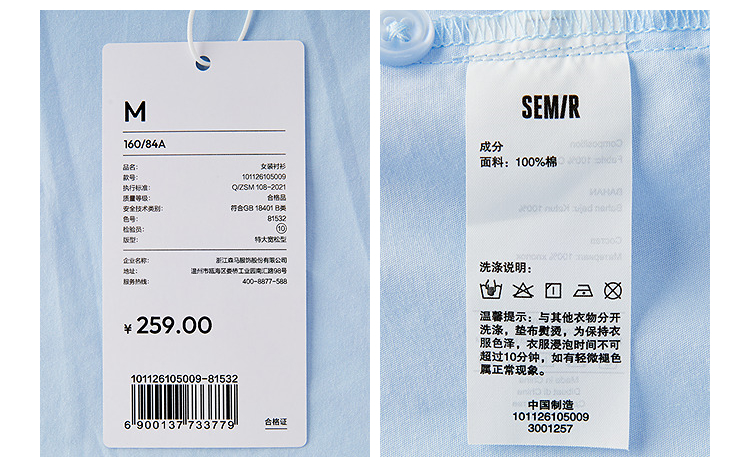 M
160/84A
品名: 女装衬衫
款号: 101126105009
执行标准: Q/ZSM 108-2021
质量等级: 合格品
安全技术类别: 符合GB 18401 B类
色号: 81532
检验员: 10
版型: 特大宽松型
企业名称: 浙江森马服饰股份有限公司
地址: 温州市瓯海区娄桥工业园南汇路98号
服务热线: 400-8877-588
¥ 259.00
101126105009-81532
6 900137 733779
合格证
SEM/R
成分
面料: 100%棉
洗涤说明:
温馨提示: 与其他衣物分开
洗涤, 垫布熨烫, 为保持衣
服色泽, 衣服浸泡时间不可
超过10分钟, 如有轻微褪色
属正常现象。
中国制造
101126105009
3001257